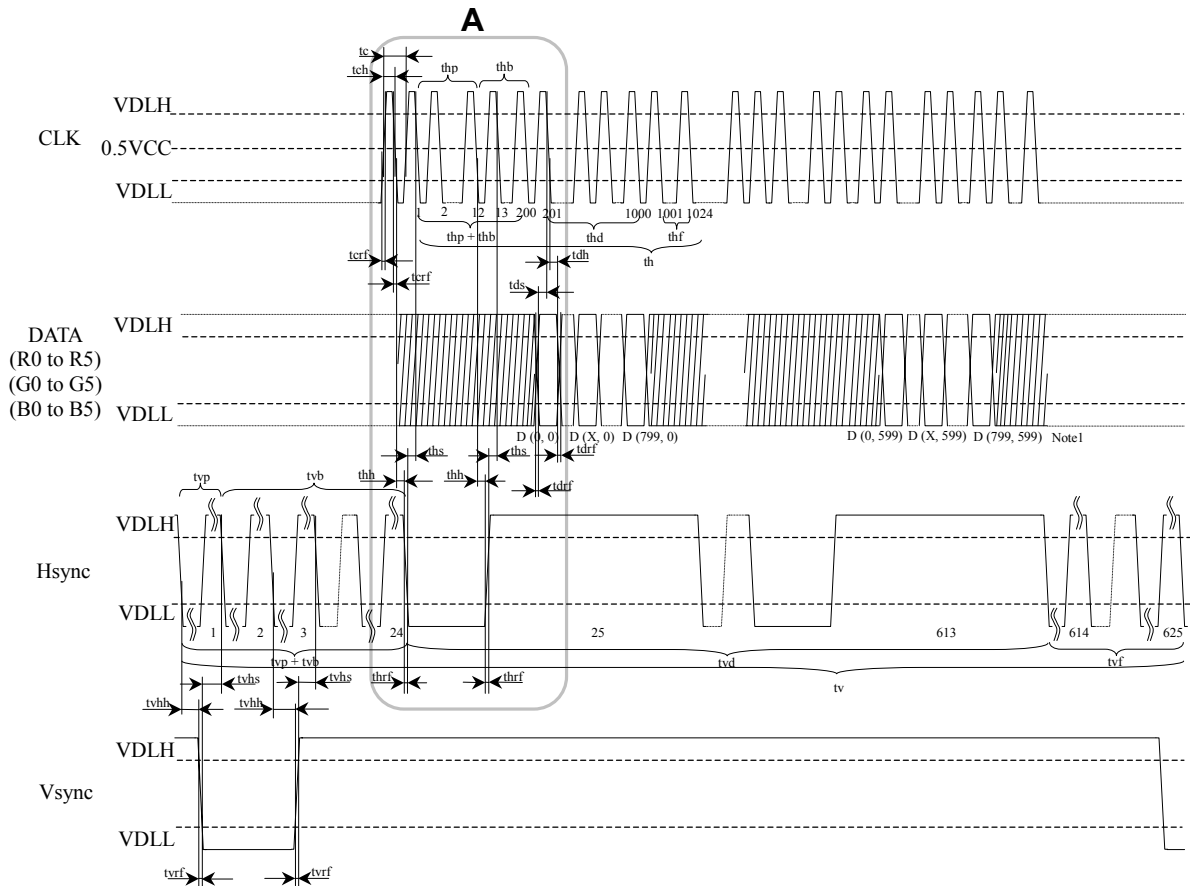 A
tc
tch
thp
thb
VDLH
CLK
0.5VCC
VDLL
1 2 12 13 200 201 1000 1001 1024
thp + thb
thd
thf
th
tcrf
tdh
tcrf
tds
VDLH
DATA
(R0 to R5)
(G0 to G5)
(B0 to B5)
VDLL
D (0, 0) D (X, 0) D (799, 0) D (0, 599) D (X, 599) D (799, 599) Note1
ths
ths
tdrf
thh
thh
tdrf
tvp
tvb
VDLH
Hsync
VDLL
1 2 3 24 25 613 614 625
tvp + tvb
tvd
tvf
tv
tvhs
tvhs
thrf
thrf
tvhh
tvhh
VDLH
Vsync
VDLL
tvrf
tvrf